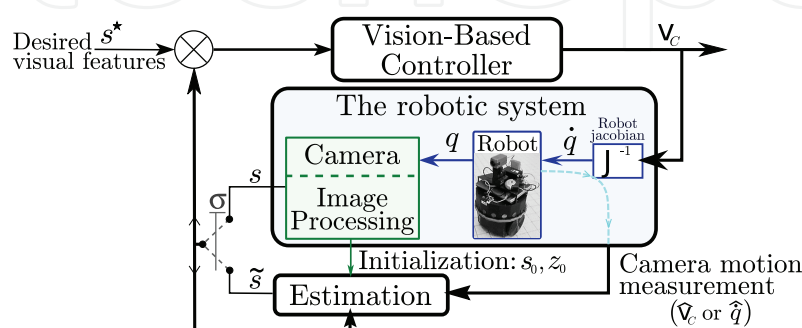 Desired s*
visual features
Vision-Based
Controller
V_C
The robotic system
Robot
jacobian
Camera
q
Robot
q̇
J⁻¹
Image
Processing
s
σ
Initialization: s₀, z₀
s̃
Estimation
Camera motion
measurement
(V̂_C or q̇̂)